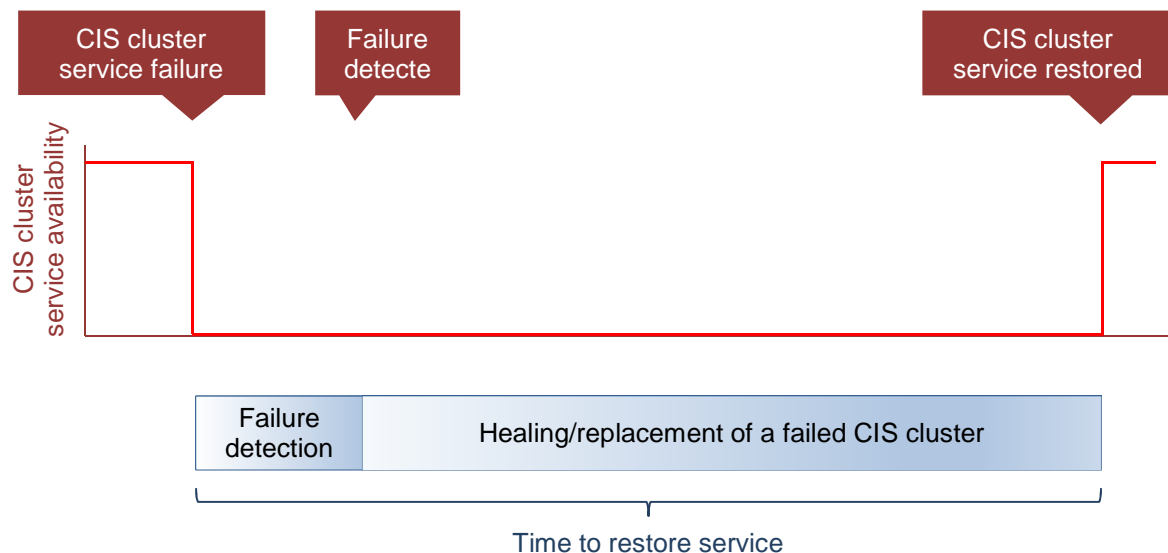 CIS cluster
service failure
Failure
detecte
CIS cluster
service restored
CIS cluster
service availability
Failure
detection
Healing/replacement of a failed CIS cluster
Time to restore service